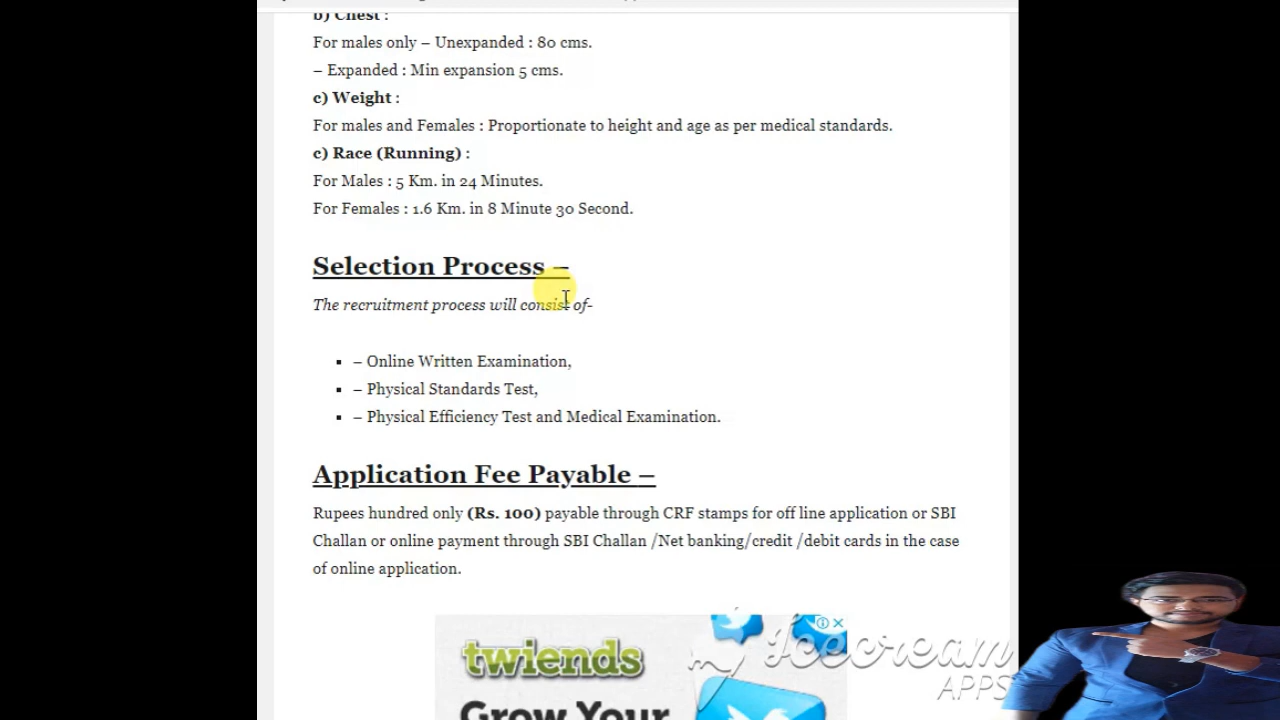 b) Chest :
For males only – Unexpanded : 80 cms.
– Expanded : Min expansion 5 cms.
c) Weight :
For males and Females : Proportionate to height and age as per medical standards.
c) Race (Running) :
For Males : 5 Km. in 24 Minutes.
For Females : 1.6 Km. in 8 Minute 30 Second.
Selection Process –
The recruitment process will consist of-
– Online Written Examination,
– Physical Standards Test,
– Physical Efficiency Test and Medical Examination.
Application Fee Payable –
Rupees hundred only (Rs. 100) payable through CRF stamps for off line application or SBI
Challan or online payment through SBI Challan /Net banking/credit /debit cards in the case
of online application.
twiends
Grow Your
Icecream
APPS